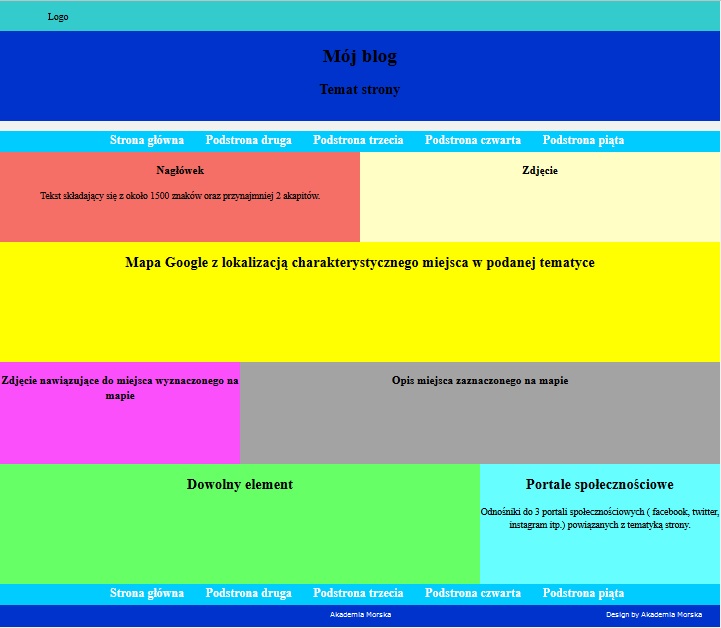 Logo
Mój blog
Temat strony
Strona główna Podstrona druga Podstrona trzecia Podstrona czwarta Podstrona piąta
Nagłówek
Tekst składający się z około 1500 znaków oraz przynajmniej 2 akapitów.
Zdjęcie
Mapa Google z lokalizacją charakterystycznego miejsca w podanej tematyce
Zdjęcie nawiązujące do miejsca wyznaczonego na
mapie
Opis miejsca zaznaczonego na mapie
Dowolny element
Portale społecznościowe
Odnośniki do 3 portali społecznościowych ( facebook, twitter,
instagram itp.) powiązanych z tematyką strony.
Strona główna Podstrona druga Podstrona trzecia Podstrona czwarta Podstrona piąta
Akademia Morska
Design by Akademia Morska